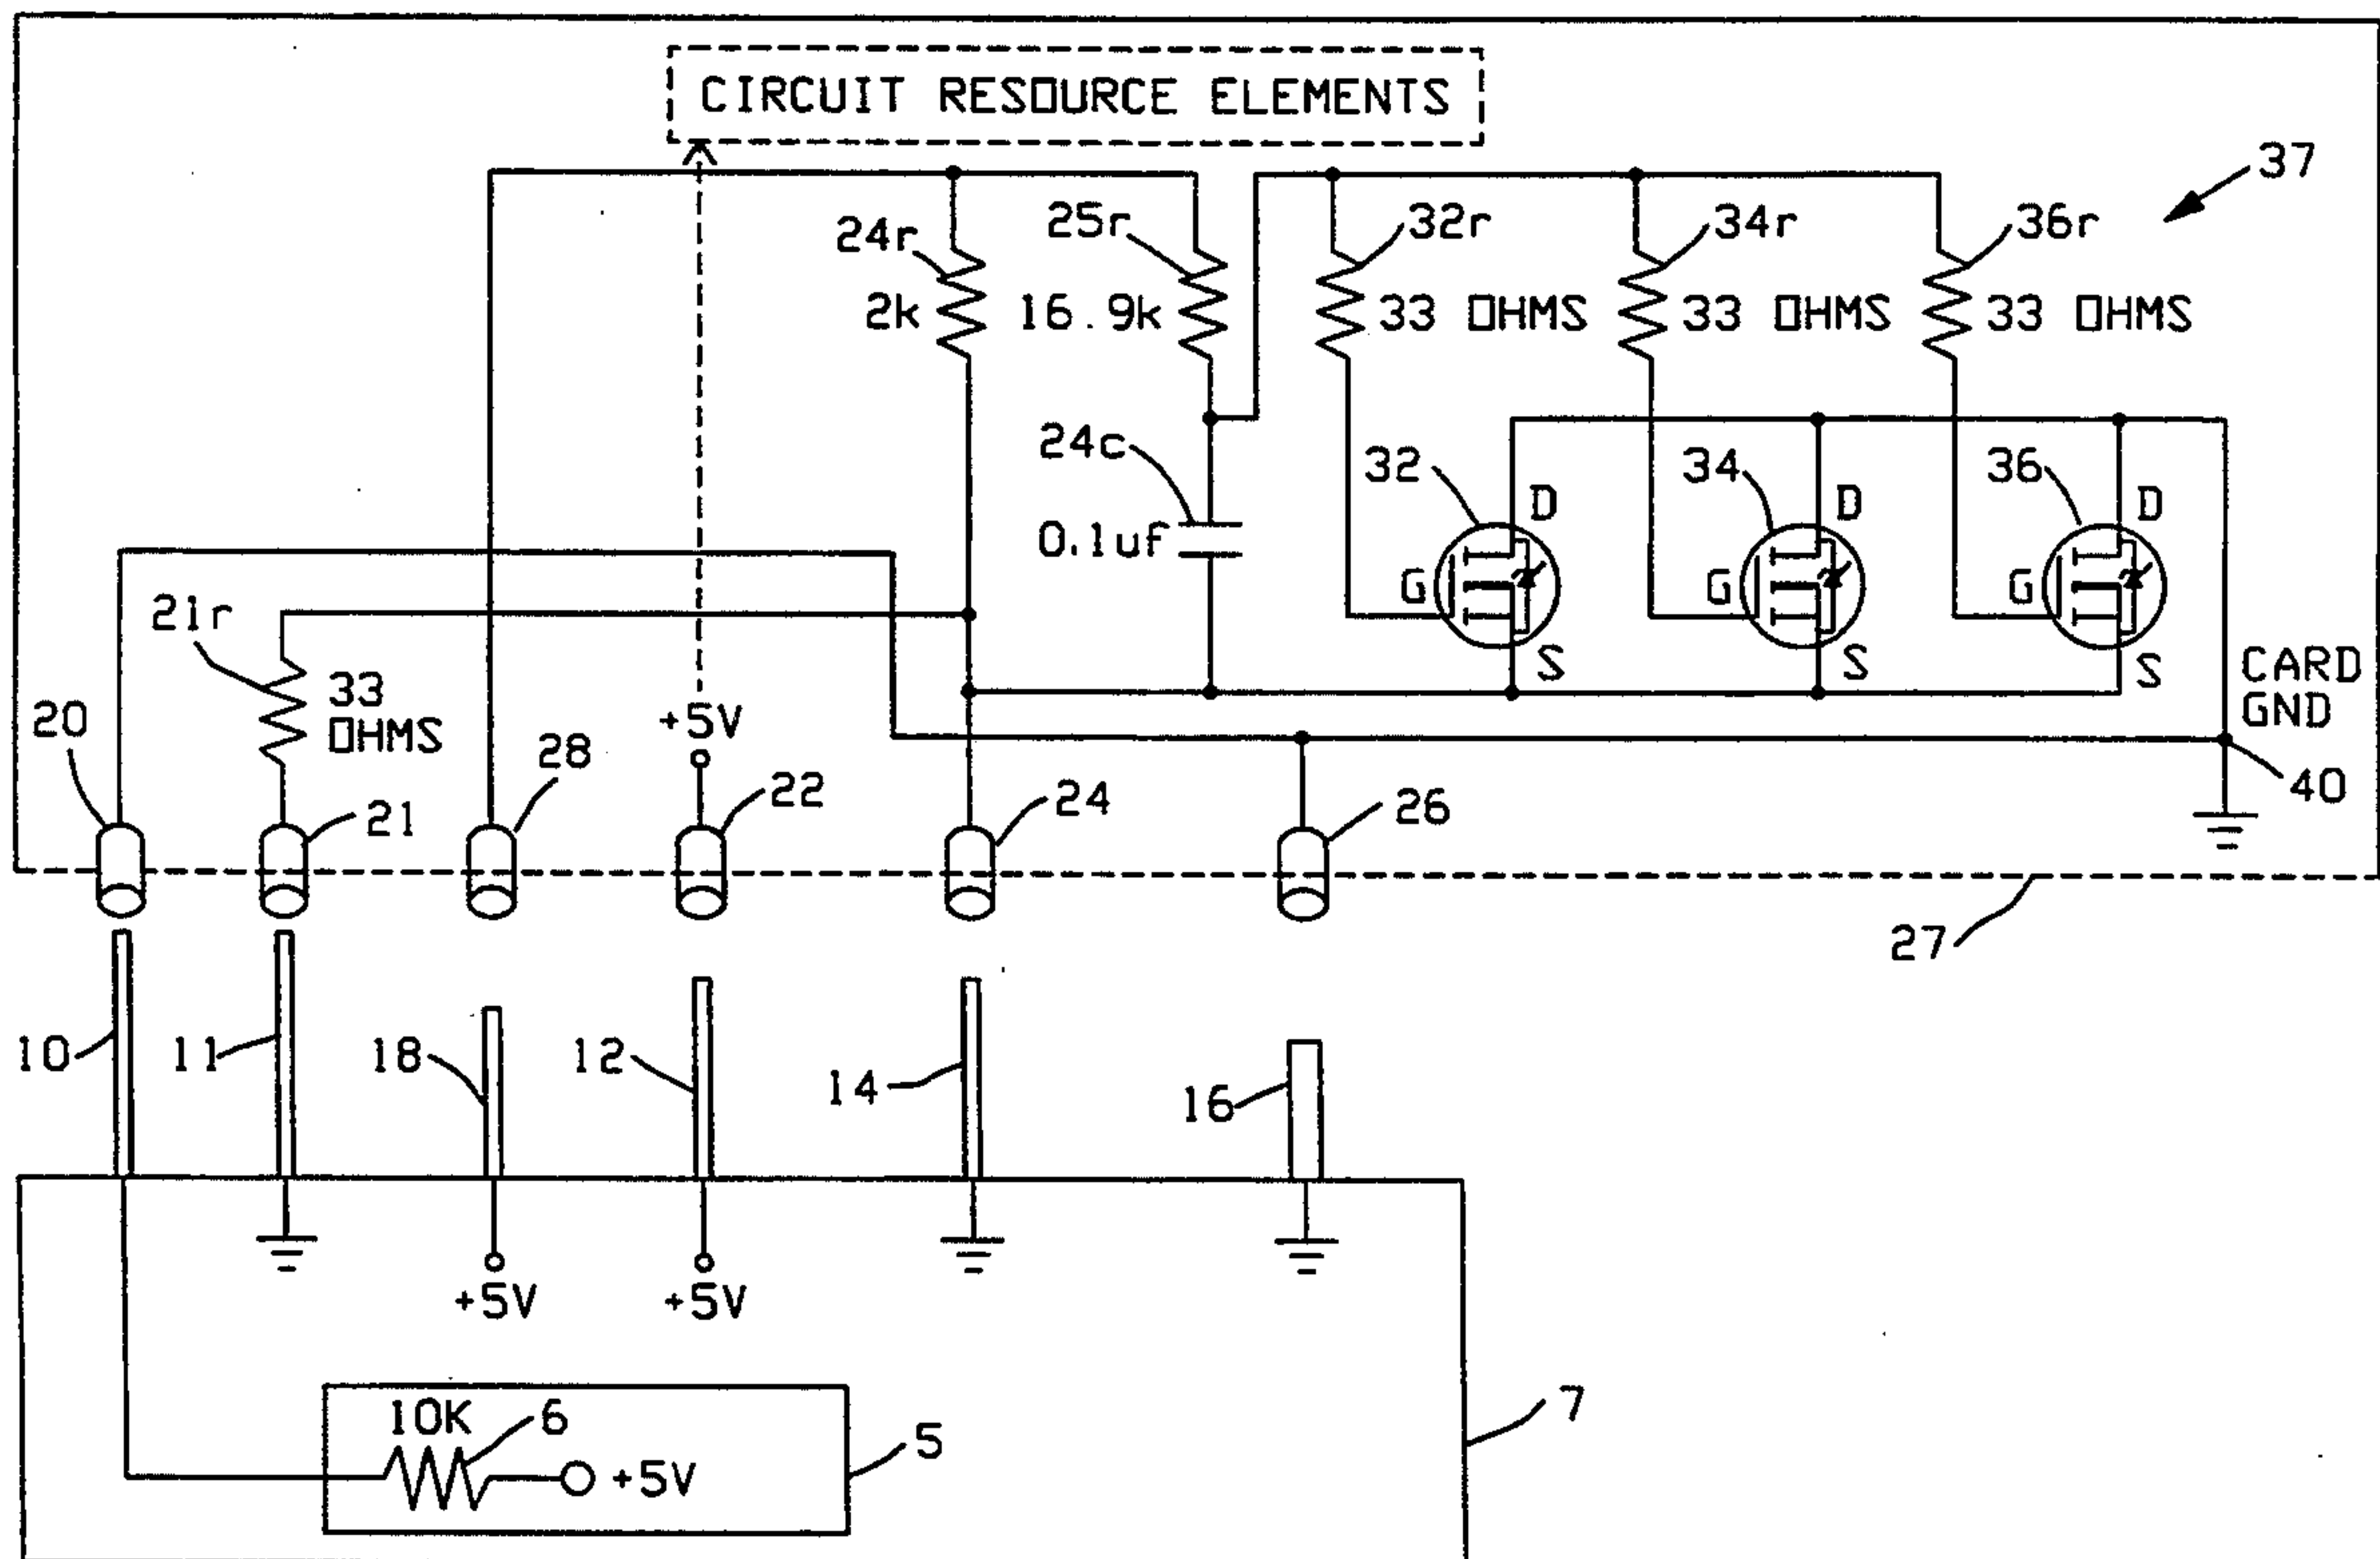 CIRCUIT RESOURCE ELEMENTS
37
24r
25r
32r
34r
36r
2k
16.9k
33 OHMS
33 OHMS
33 OHMS
24c
0.1uf
32
34
36
D
D
D
G
G
G
S
S
S
21r
33
OHMS
+5V
CARD
GND
20
21
28
22
24
26
40
27
10
11
18
12
14
16
+5V
+5V
10K
6
+5V
5
7